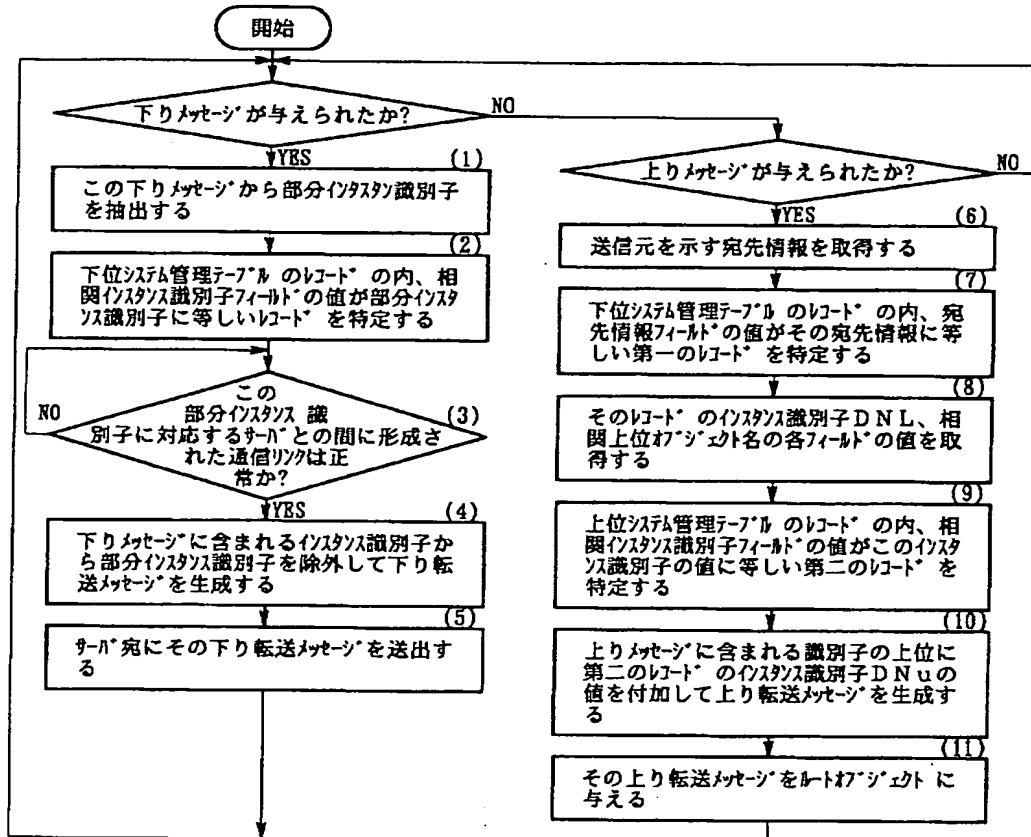 開始
下りメッセージが与えられたか?
NO
YES
(1)
この下りメッセージから部分インタスタン識別子
を抽出する
(2)
下位システム管理テーブルのレコードの内、相
関インスタンス識別子フィールドの値が部分インスタ
ンス識別子に等しいレコードを特定する
この
部分インスタンス 識
別子に対応するサーバとの間に形成さ
れた通信リンクは正
常か?
(3)
NO
YES
(4)
下りメッセージに含まれるインスタンス識別子か
ら部分インスタンス識別子を除外して下り転
送メッセージを生成する
(5)
サーバ宛にその下り転送メッセージを送出す
る
上りメッセージが与えられたか?
NO
YES
(6)
送信元を示す宛先情報を取得する
(7)
下位システム管理テーブルのレコードの内、宛
先情報フィールドの値がその宛先情報に等
しい第一のレコードを特定する
(8)
そのレコードのインスタンス識別子DNL、相
関上位オブジェクト名の各フィールドの値を取
得する
(9)
上位システム管理テーブルのレコードの内、相
関インスタンス識別子フィールドの値がこのインスタ
ンス識別子の値に等しい第二のレコードを
特定する
(10)
上りメッセージに含まれる識別子の上位に
第二のレコードのインスタンス識別子DNuの
値を付加して上り転送メッセージを生成す
る
(11)
その上り転送メッセージをルートオブジェクトに
与える